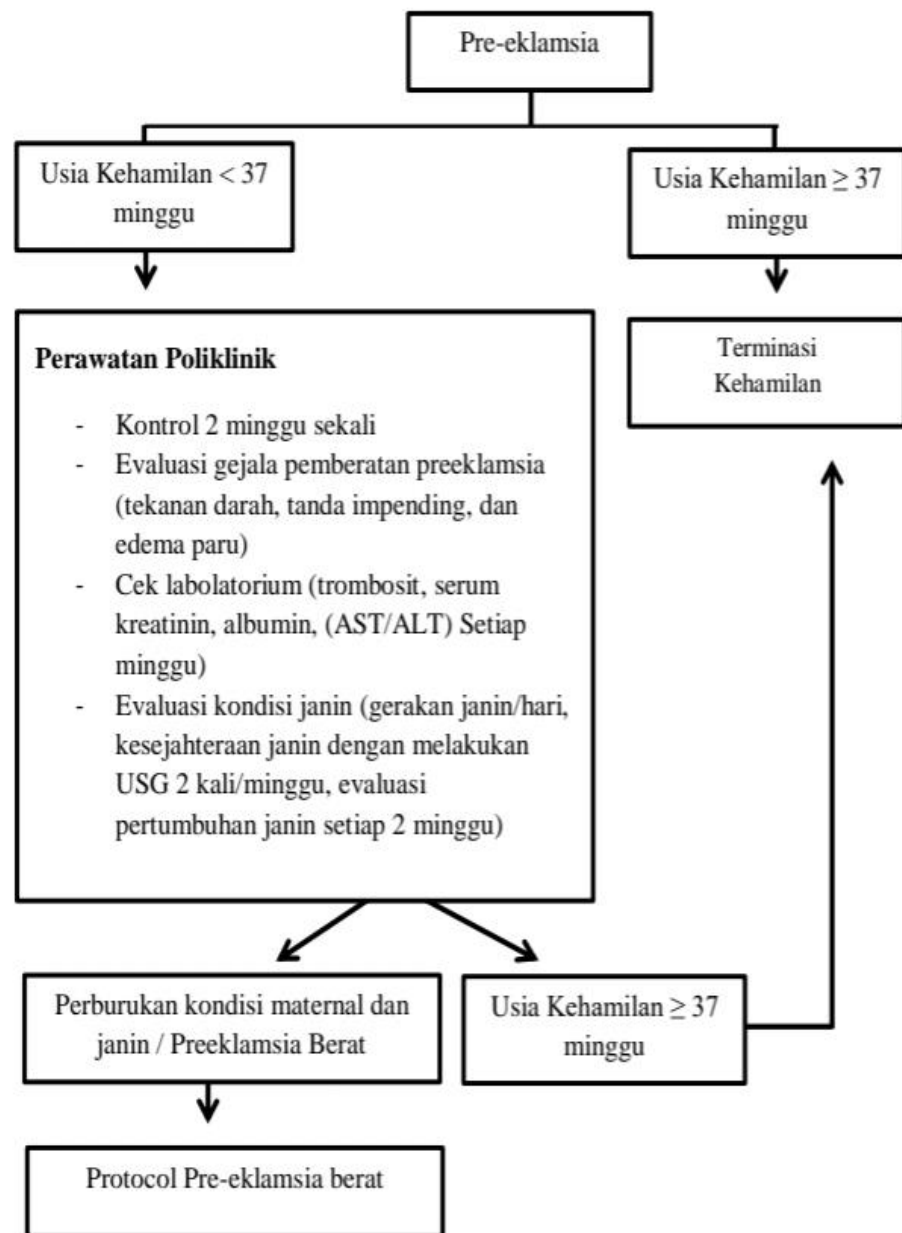 Pre-eklamsia
Usia Kehamilan < 37
minggu
Usia Kehamilan ≥ 37
minggu
Perawatan Poliklinik
- Kontrol 2 minggu sekali
- Evaluasi gejala pemberatan preeklamsia
(tekanan darah, tanda impending, dan
edema paru)
- Cek labolatorium (trombosit, serum
kreatinin, albumin, (AST/ALT) Setiap
minggu)
- Evaluasi kondisi janin (gerakan janin/hari,
kesejahteraan janin dengan melakukan
USG 2 kali/minggu, evaluasi
pertumbuhan janin setiap 2 minggu)
Terminasi
Kehamilan
Perburukan kondisi maternal dan
janin / Preeklamsia Berat
Usia Kehamilan ≥ 37
minggu
Protocol Pre-eklamsia berat